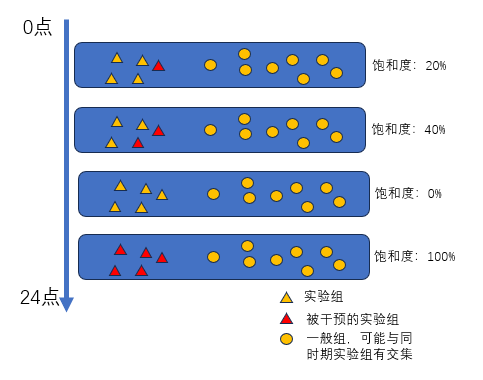 0点
饱和度：20%
饱和度：40%
饱和度：0%
饱和度：100%
24点
实验组
被干预的实验组
一般组，可能与同
时期实验组有交集